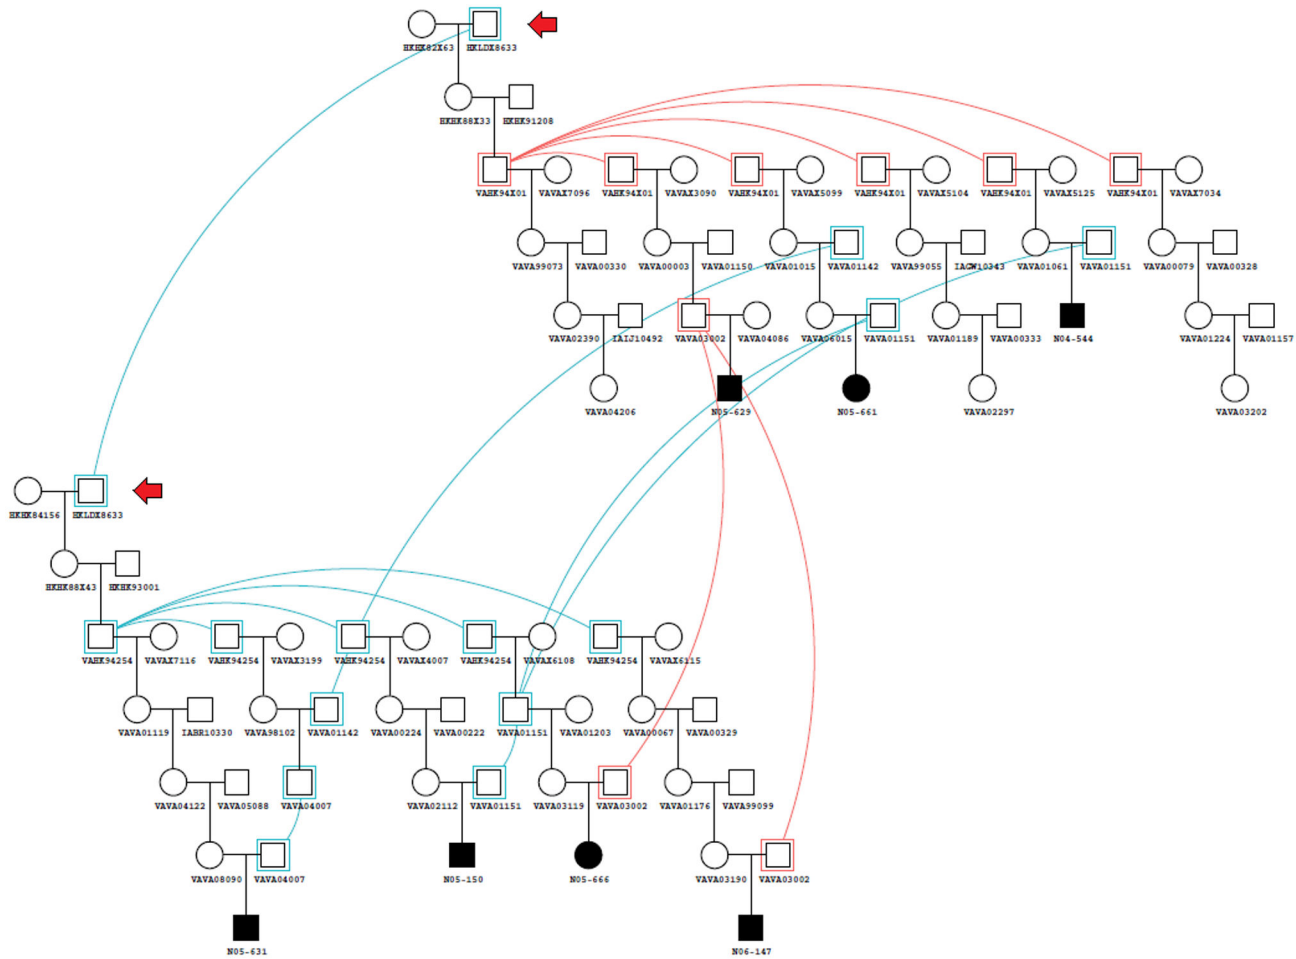 HKHK82X63 HKLDX8633
HKHK88X33 HKHK91208
VAHK94X01 VAVAX7096 VAHK94X01 VAVAX3090 VAHK94X01 VAVAX5099 VAHK94X01 VAVAX5104 VAHK94X01 VAVAX5125 VAHK94X01 VAVAX7034
VAVA99073 VAVA00330 VAVA00003 VAVA01150 VAVA01015 VAVA01142 VAVA99055 IAGW10343 VAVA01061 VAVA01151 VAVA00079 VAVA00328
VAVA02390 IAIJ10492 VAVA03002 VAVA04086 VAVA06015 VAVA01151 VAVA01189 VAVA00333 N04-544 VAVA01224 VAVA01157
VAVA04206 N05-629 N05-661 VAVA02297 VAVA03202
HKHK84156 HKLDX8633
HKHK88X43 HKHK93001
VAHK94254 VAVAX7116 VAHK94254 VAVAX3199 VAHK94254 VAVAX4007 VAHK94254 VAVAX6108 VAHK94254 VAVAX6115
VAVA01119 IABR10330 VAVA98102 VAVA01142 VAVA00224 VAVA00222 VAVA01151 VAVA01203 VAVA00067 VAVA00329
VAVA04122 VAVA05088 VAVA04007 VAVA02112 VAVA01151 VAVA03119 VAVA03002 VAVA01176 VAVA99099
VAVA08090 VAVA04007 N05-150 N05-666 VAVA03190 VAVA03002
N05-631 N06-147